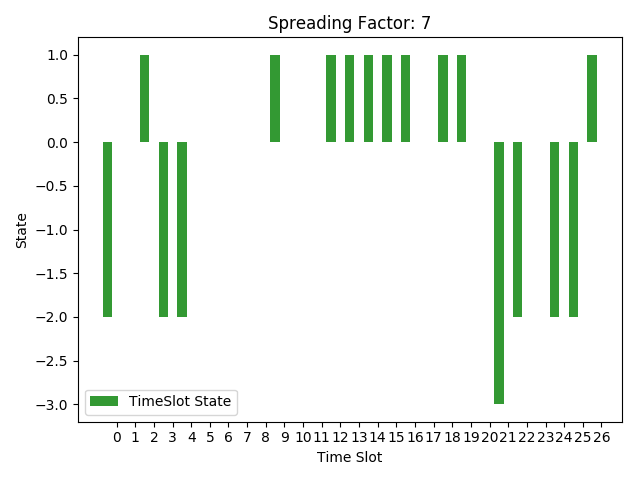 Spreading Factor: 7
1.0
0.5
0.0
−0.5
−1.0
−1.5
−2.0
−2.5
−3.0
State
TimeSlot State
0 1 2 3 4 5 6 7 8 9 10 11 12 13 14 15 16 17 18 19 20 21 22 23 24 25 26
Time Slot